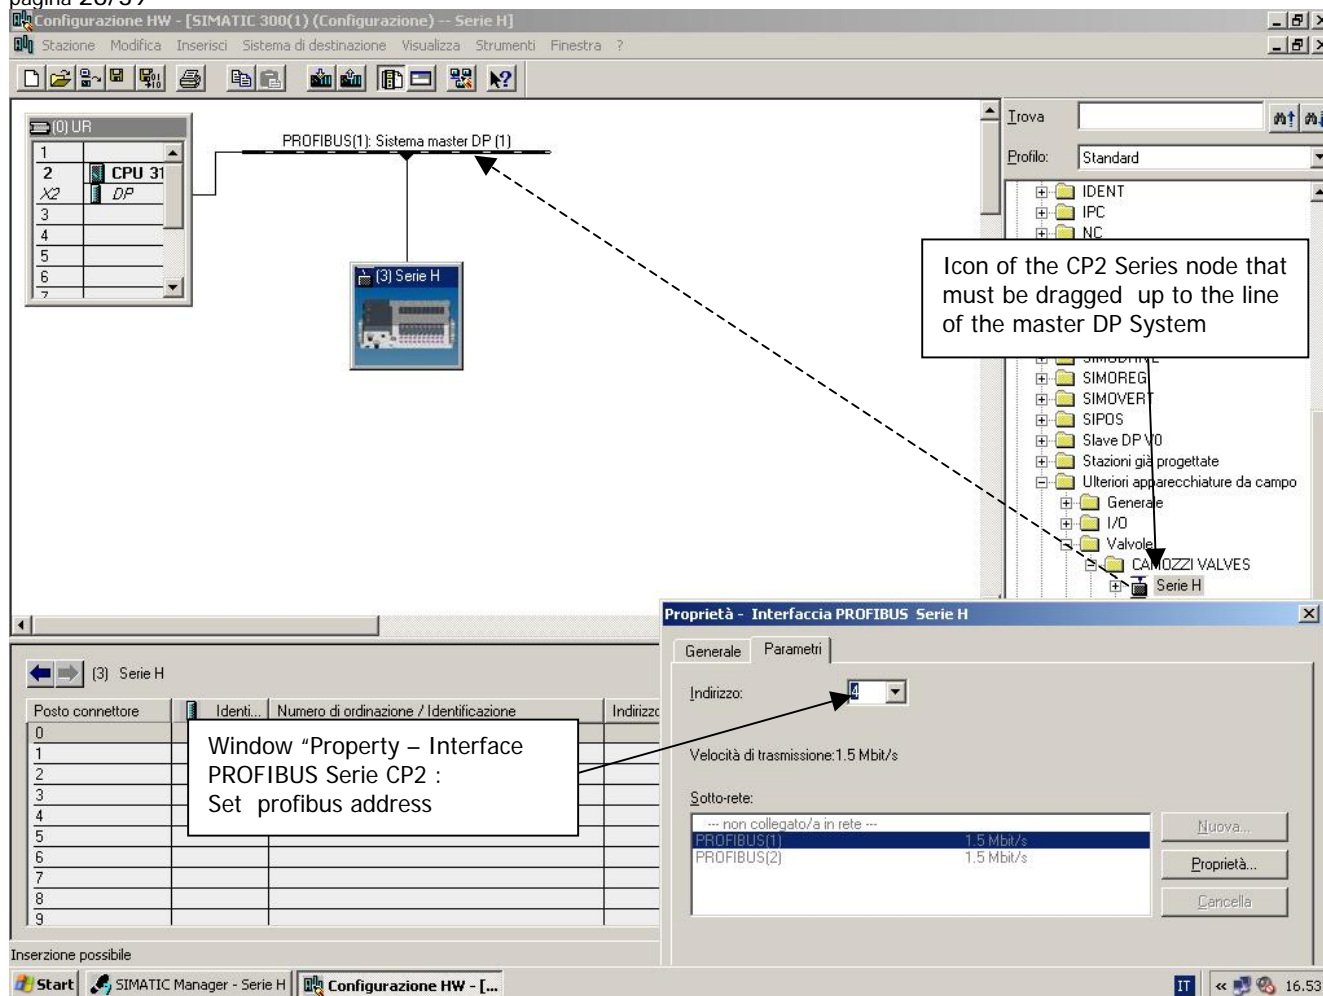 pagina 28/39
Configurazione HW - [SIMATIC 300(1) (Configurazione) -- Serie H]
Stazione Modifica Inserisci Sistema di destinazione Visualizza Strumenti Finestra ?
(0) UR
1
2 CPU 31
X2 DP
3
4
5
6
7
PROFIBUS(1): Sistema master DP (1)
(3) Serie H
Trova
Profilo: Standard
IDENT
IPC
NC
Icon of the CP2 Series node that
must be dragged up to the line
of the master DP System
SIMODRIVE
SIMOREG
SIMOVERT
SIPOS
Slave DP V0
Stazioni già progettate
Ulteriori apparecchiature da campo
Generale
I/O
Valvole
CAMOZZI VALVES
Serie H
(3) Serie H
Posto connettore Identi... Numero di ordinazione / Identificazione Indirizzo
0
1
2
3
4
5
6
7
8
9
Window “Property – Interface
PROFIBUS Serie CP2 :
Set profibus address
Proprietà - Interfaccia PROFIBUS Serie H
Generale Parametri
Indirizzo: 4
Velocità di trasmissione:1.5 Mbit/s
Sotto-rete:
--- non collegato/a in rete ---
PROFIBUS(1) 1.5 Mbit/s
PROFIBUS(2) 1.5 Mbit/s
Nuova...
Proprietà...
Cancella
Inserzione possibile
Start SIMATIC Manager - Serie H Configurazione HW - [... IT « 16.53